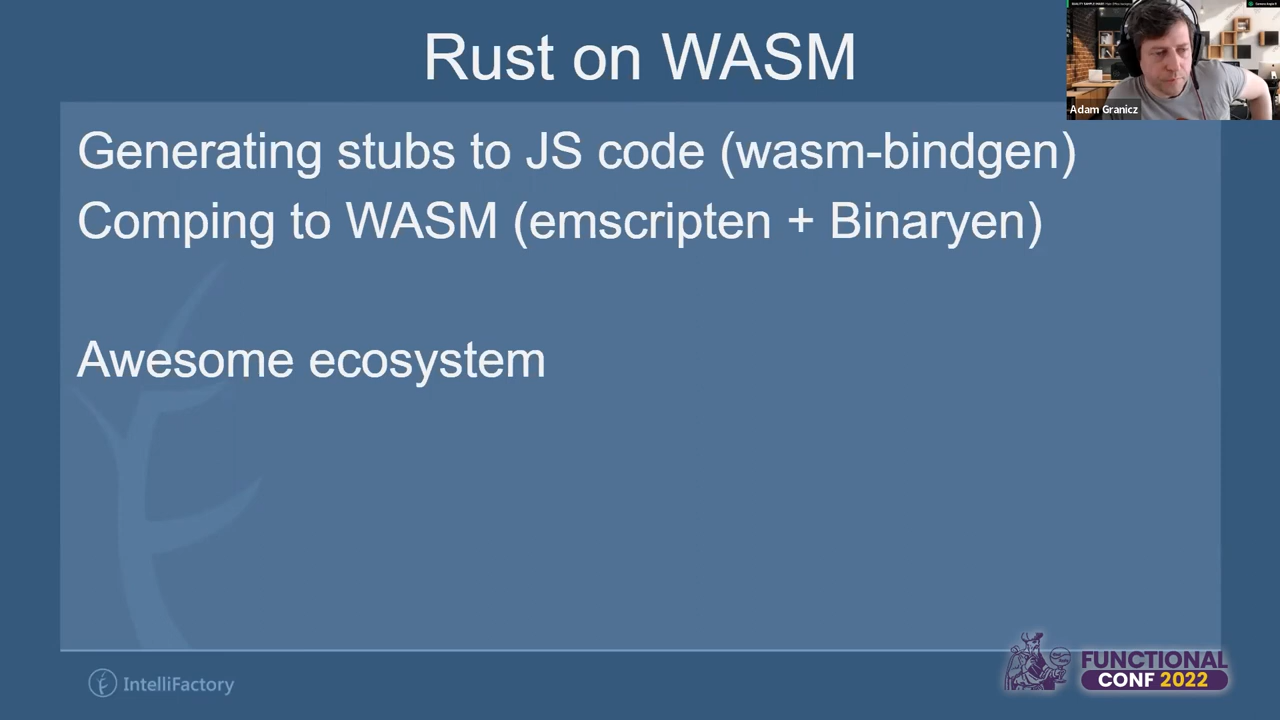 Rust on WASM
Adam Granicz
Generating stubs to JS code (wasm-bindgen)
Comping to WASM (emscripten + Binaryen)
Awesome ecosystem
IntelliFactory
FUNCTIONAL
CONF 2022